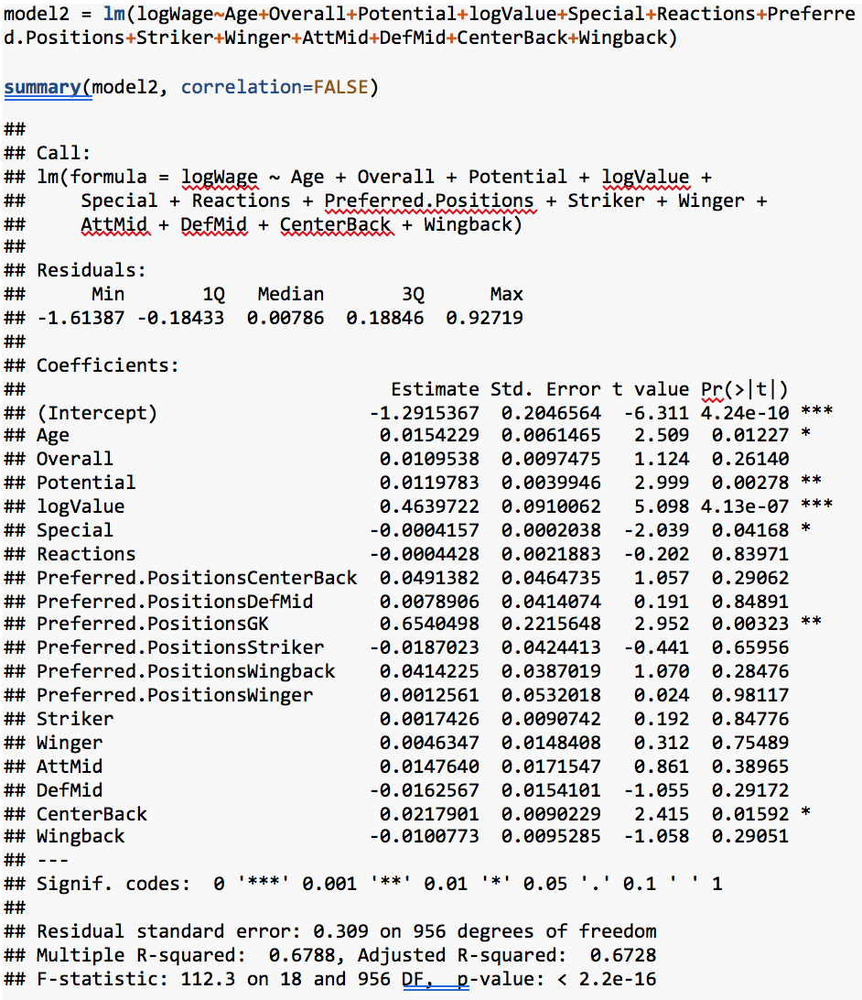 model2 = lm(logWage~Age+Overall+Potential+logValue+Special+Reactions+Preferre
d.Positions+Striker+Winger+AttMid+DefMid+CenterBack+Wingback)
summary(model2, correlation=FALSE)
##
## Call:
## lm(formula = logWage ~ Age + Overall + Potential + logValue +
##     Special + Reactions + Preferred.Positions + Striker + Winger +
##     AttMid + DefMid + CenterBack + Wingback)
##
## Residuals:
##      Min       1Q   Median       3Q      Max
## -1.61387 -0.18433  0.00786  0.18846  0.92719
##
## Coefficients:
##                                 Estimate Std. Error t value Pr(>|t|)
## (Intercept)                   -1.2915367  0.2046564  -6.311 4.24e-10 ***
## Age                            0.0154229  0.0061465   2.509  0.01227 *
## Overall                        0.0109538  0.0097475   1.124  0.26140
## Potential                      0.0119783  0.0039946   2.999  0.00278 **
## logValue                       0.4639722  0.0910062   5.098 4.13e-07 ***
## Special                       -0.0004157  0.0002038  -2.039  0.04168 *
## Reactions                     -0.0004428  0.0021883  -0.202  0.83971
## Preferred.PositionsCenterBack  0.0491382  0.0464735   1.057  0.29062
## Preferred.PositionsDefMid      0.0078906  0.0414074   0.191  0.84891
## Preferred.PositionsGK          0.6540498  0.2215648   2.952  0.00323 **
## Preferred.PositionsStriker    -0.0187023  0.0424413  -0.441  0.65956
## Preferred.PositionsWingback    0.0414225  0.0387019   1.070  0.28476
## Preferred.PositionsWinger      0.0012561  0.0532018   0.024  0.98117
## Striker                        0.0017426  0.0090742   0.192  0.84776
## Winger                         0.0046347  0.0148408   0.312  0.75489
## AttMid                         0.0147640  0.0171547   0.861  0.38965
## DefMid                        -0.0162567  0.0154101  -1.055  0.29172
## CenterBack                     0.0217901  0.0090229   2.415  0.01592 *
## Wingback                      -0.0100773  0.0095285  -1.058  0.29051
## ---
## Signif. codes:  0 '***' 0.001 '**' 0.01 '*' 0.05 '.' 0.1 ' ' 1
##
## Residual standard error: 0.309 on 956 degrees of freedom
## Multiple R-squared:  0.6788, Adjusted R-squared:  0.6728
## F-statistic: 112.3 on 18 and 956 DF,  p-value: < 2.2e-16